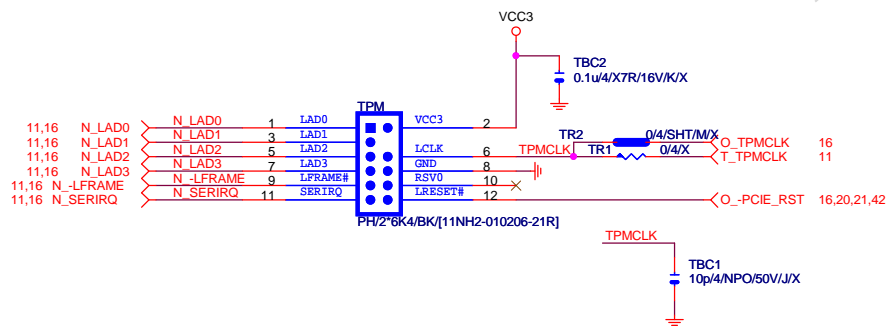 VCC3
TBC2
0.1u/4/X7R/16V/K/X
TPM
11,16 N_LAD0 N_LAD0 1 LAD0 VCC3 2
11,16 N_LAD1 N_LAD1 3 LAD1
TR2 0/4/SHT/M/X O_TPMCLK 16
11,16 N_LAD2 N_LAD2 5 LAD2 LCLK 6 TPMCLK TR1 0/4/X T_TPMCLK 11
11,16 N_LAD3 N_LAD3 7 LAD3 GND 8
11,16 N_-LFRAME N_-LFRAME 9 LFRAME# RSV0 10
11,16 N_SERIRQ N_SERIRQ 11 SERIRQ LRESET# 12 O_-PCIE_RST 16,20,21,42
PH/2*6K4/BK/[11NH2-010206-21R]
TPMCLK
TBC1
10p/4/NPO/50V/J/X